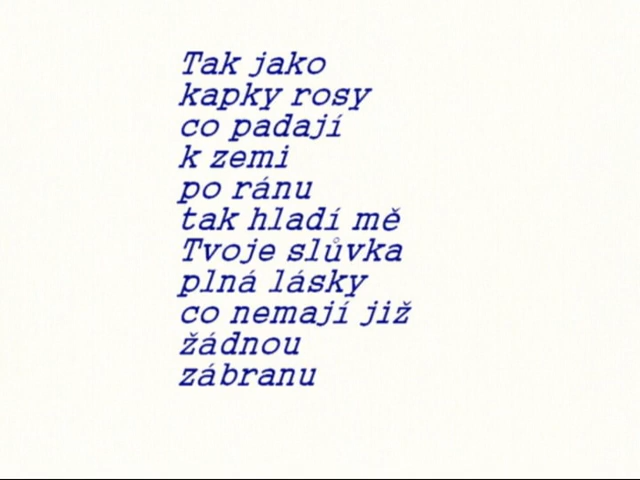 Tak jako
kapky rosy
co padají
k zemi
po ránu
tak hladí mě
Tvoje slůvka
plná lásky
co nemají již
žádnou
zábranu